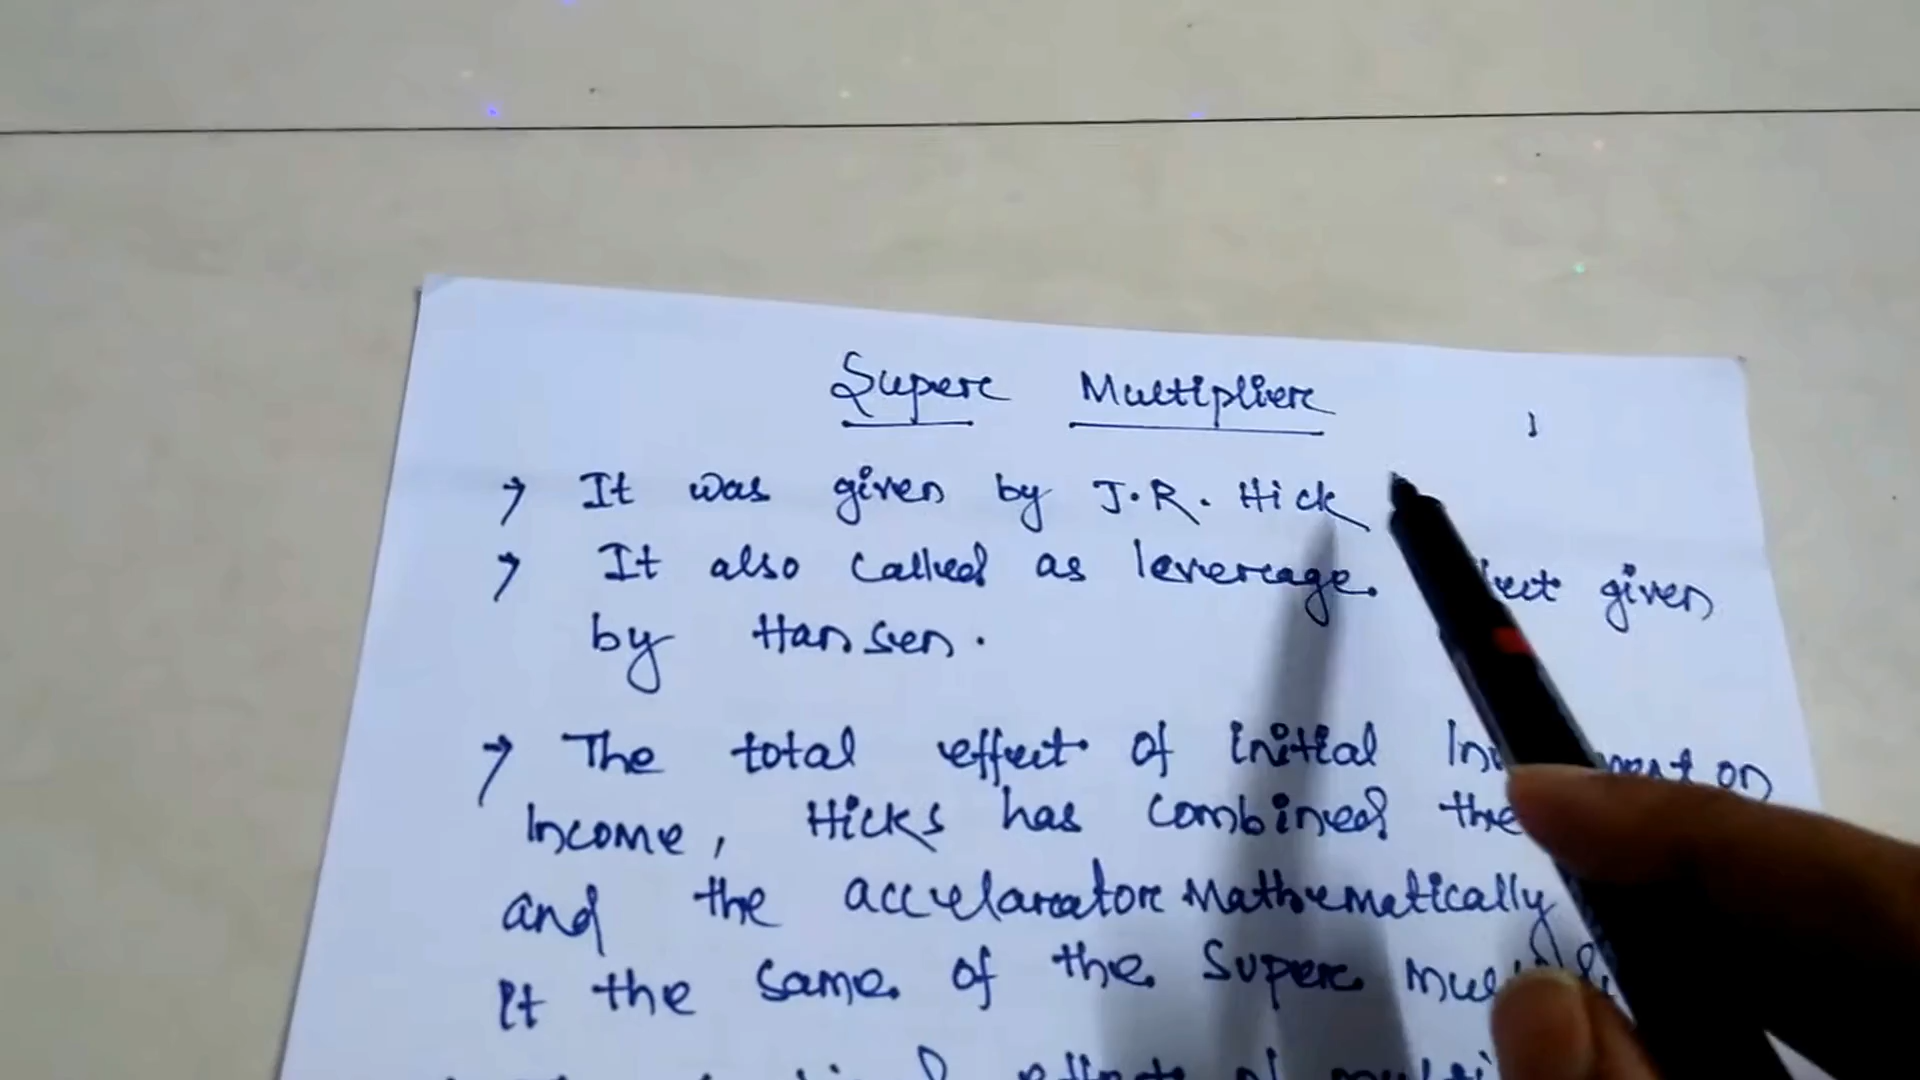 Super Multiplier
→ It was given by J.R. Hick
→ It also called as leverage. given
by Hansen.
→ The total effect of initial on
Income, Hicks has combined the
and the accelarator Mathematically
It the same of the Super